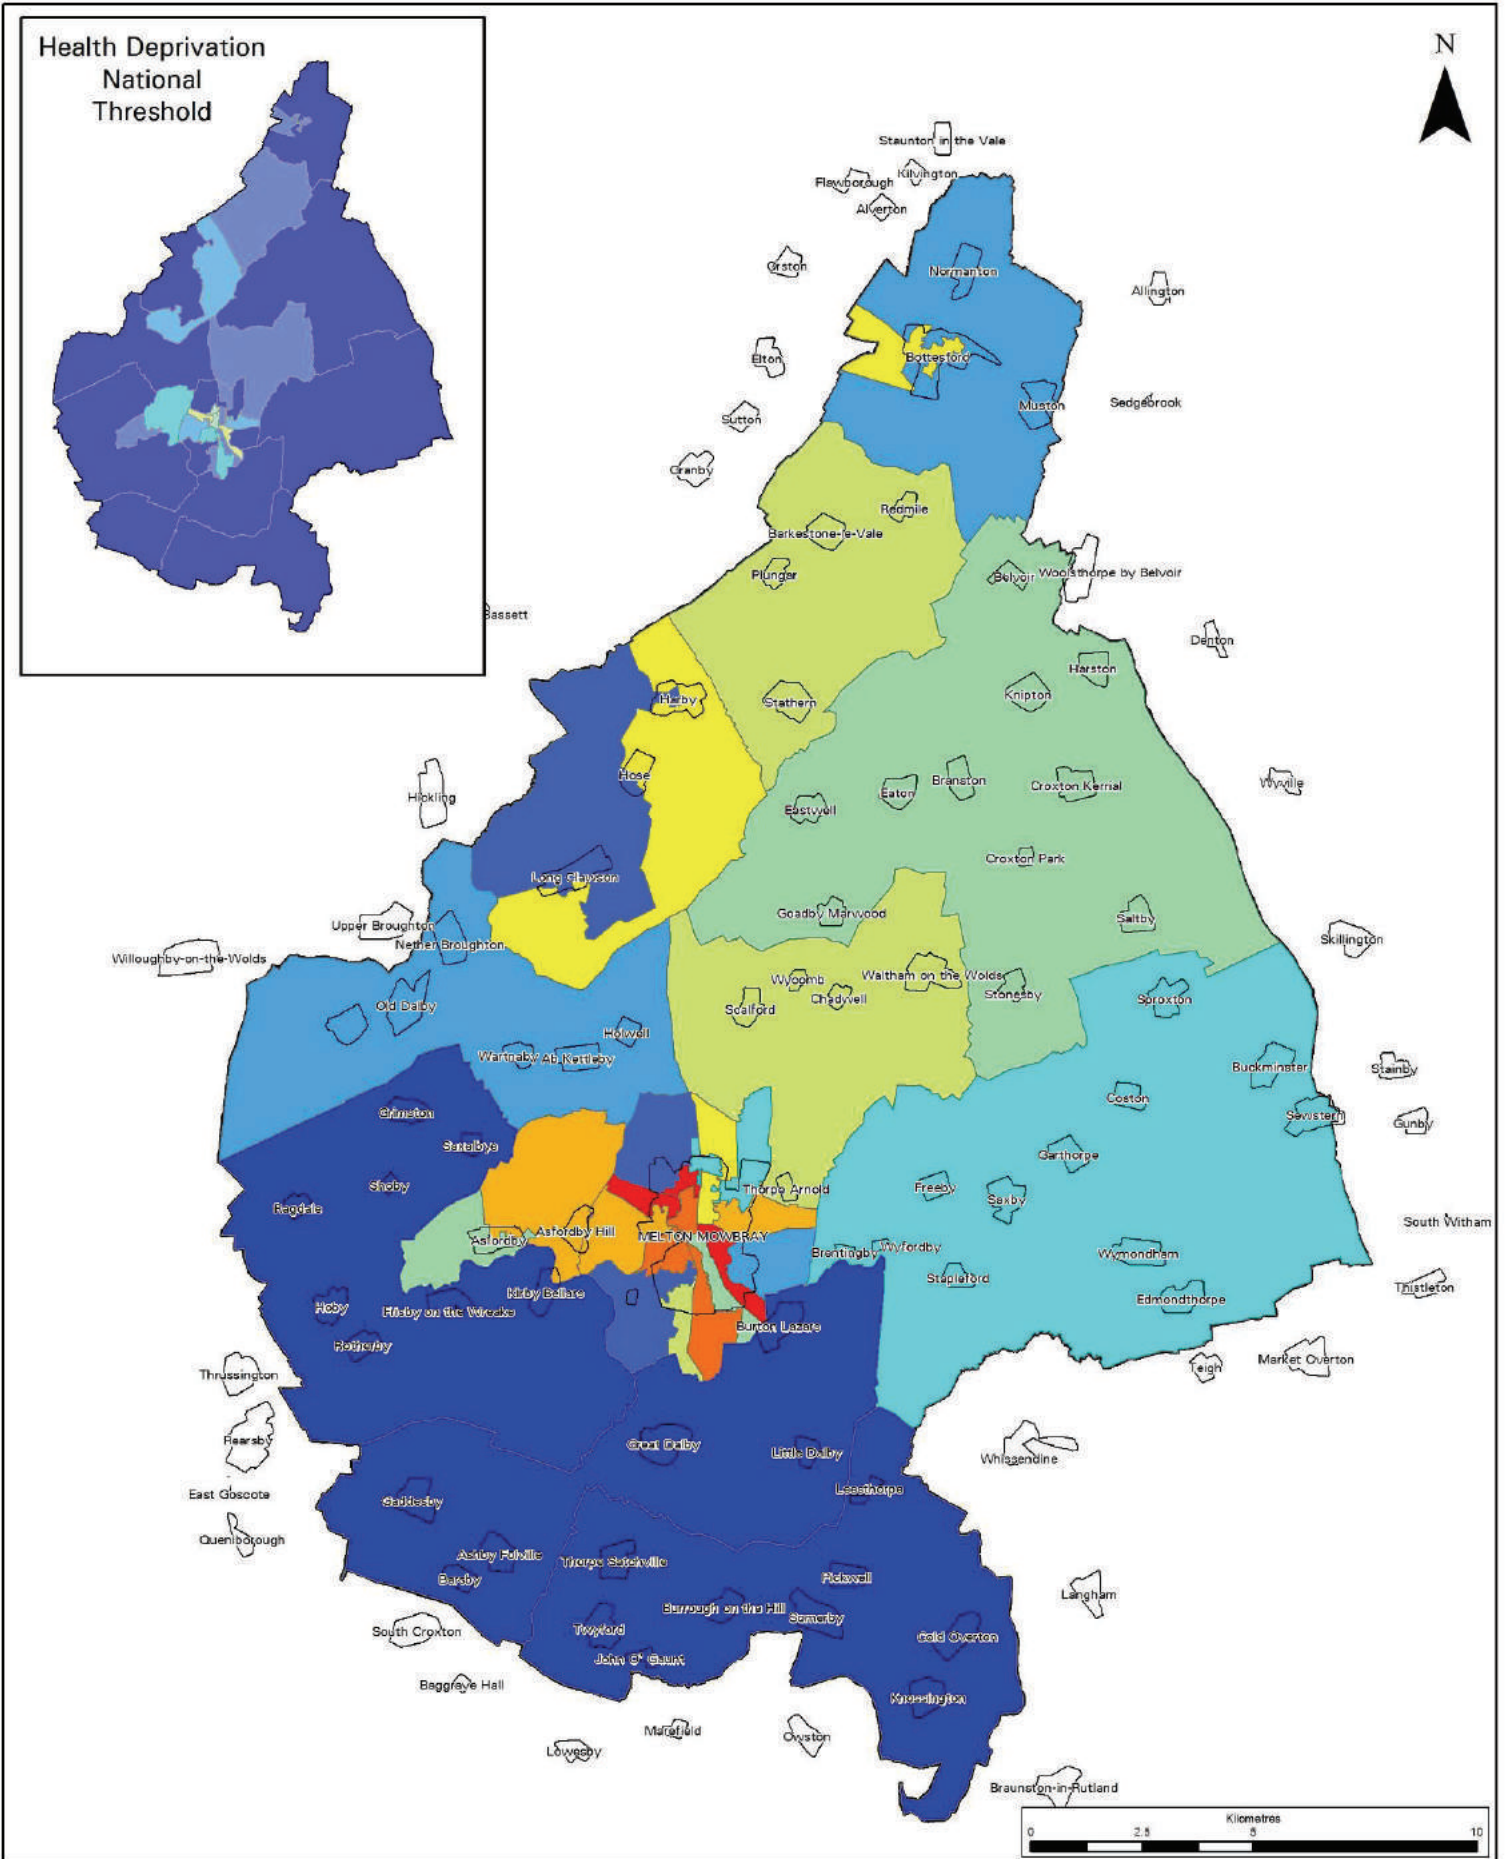 Health Deprivation
National
Threshold
N
Staunton in the Vale
Kilvington
Flawborough
Alverton
Orston
Normanton
Allington
Elton
Bottesford
Muston
Sedgebrook
Sutton
Granby
Redmile
Barkestone-le-Vale
Plungar
Belvoir
Woolsthorpe by Belvoir
Bassett
Denton
Harston
Knipton
Harby
Stathern
Hose
Branston
Croxton Kerrial
Wyville
Eaton
Hickling
Eastwell
Croxton Park
Long Clawson
Goadby Marwood
Saltby
Upper Broughton
Skillington
Nether Broughton
Willoughby-on-the-Wolds
Wycomb
Waltham on the Wolds
Chadwell
Stonesby
Sproxton
Old Dalby
Scalford
Holwell
Wartnaby
Ab Kettleby
Buckminster
Stainby
Coston
Grimston
Sewstern
Gunby
Saxelbye
Garthorpe
Shoby
Thorpe Arnold
Freeby
Saxby
Ragdale
South Witham
Asfordby Hill
MELTON MOWBRAY
Asfordby
Brentingby
Wyfordby
Wymondham
Stapleford
Thistleton
Kirby Bellars
Edmondthorpe
Hoby
Frisby on the Wreake
Burton Lazars
Rotherby
Market Overton
Teigh
Thrussington
Rearsby
Great Dalby
Little Dalby
Whissendine
Leesthorpe
East Goscote
Gaddesby
Queniborough
Ashby Folville
Thorpe Satchville
Barsby
Pickwell
Langham
Burrough on the Hill
Somerby
South Croxton
Twyford
Cold Overton
John O' Gaunt
Baggrave Hall
Knossington
Marefield
Owston
Lowesby
Braunston-in-Rutland
Kilometres
0 2.5 5 10